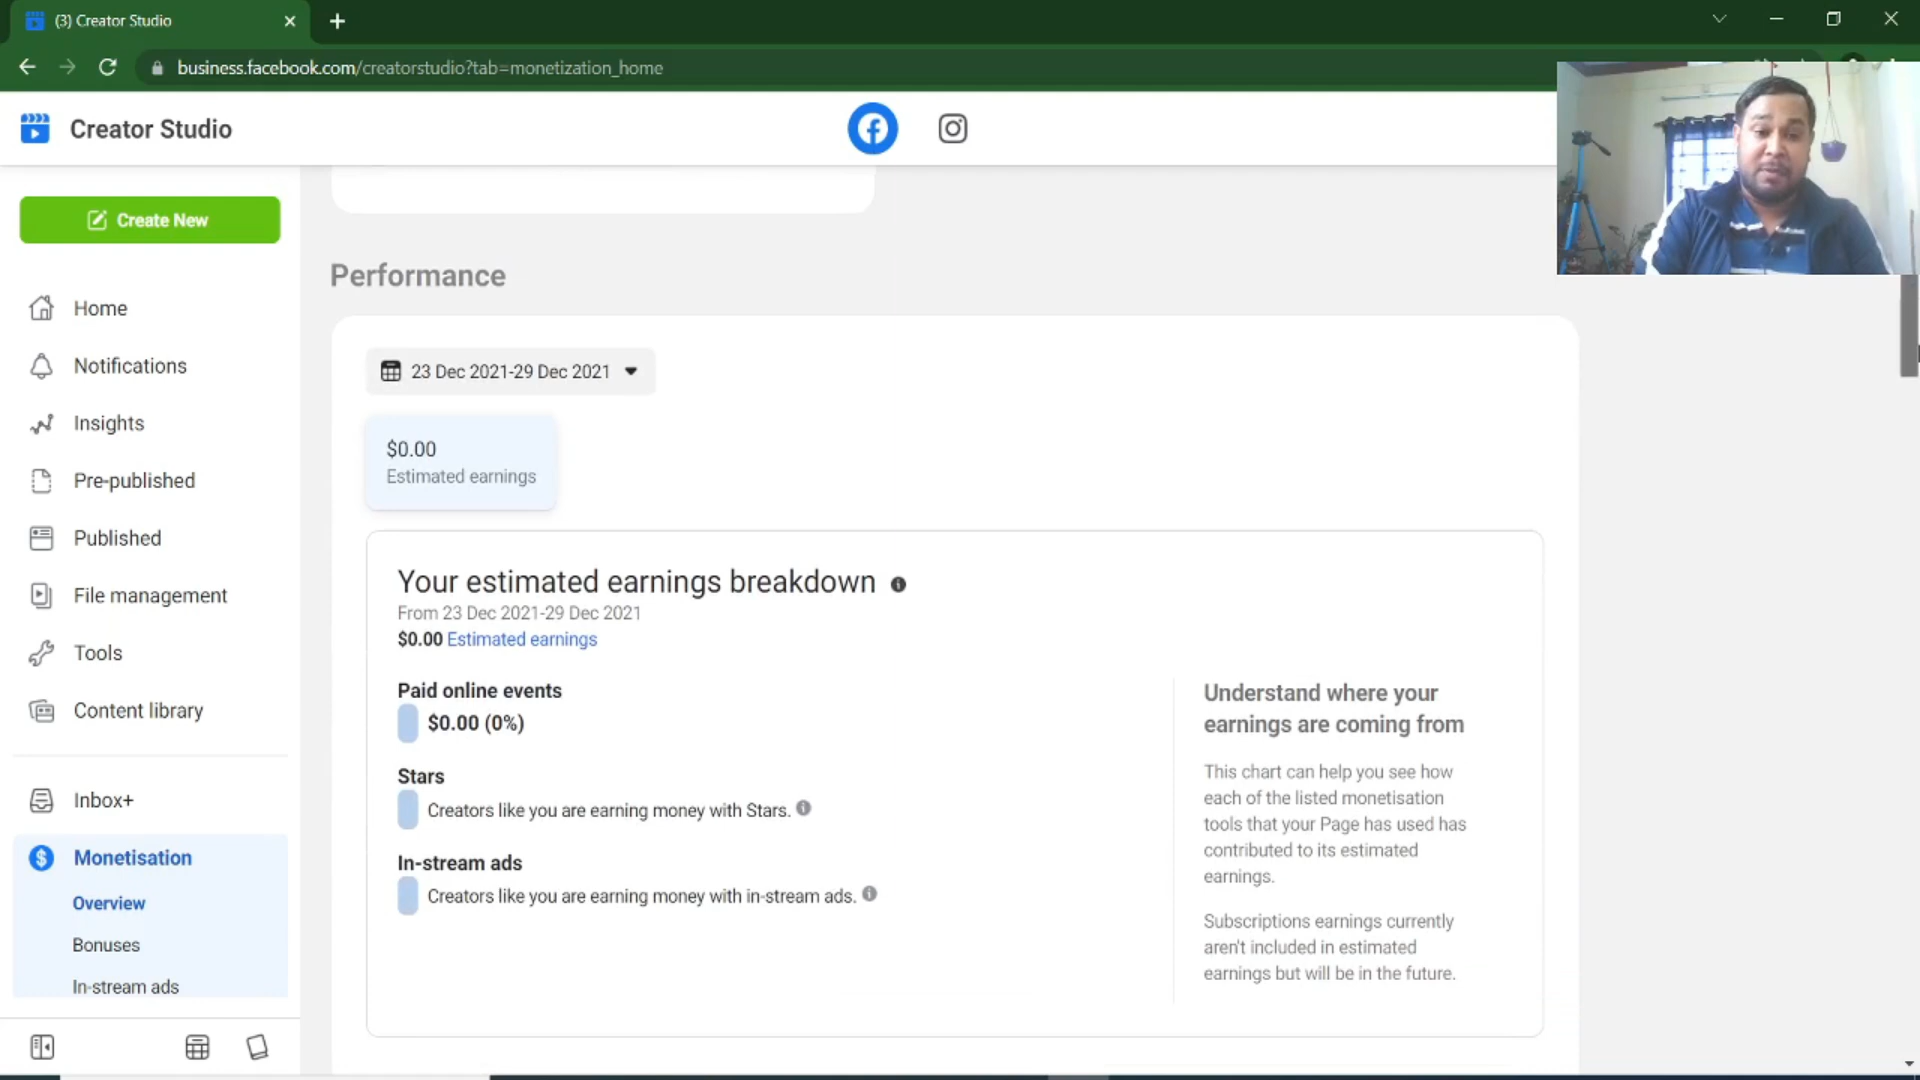 (3) Creator Studio
business.facebook.com/creatorstudio?tab=monetization_home
Creator Studio
Create New
Home
Notifications
Insights
Pre-published
Published
File management
Tools
Content library
Inbox+
Monetisation
Overview
Bonuses
In-stream ads
Performance
23 Dec 2021-29 Dec 2021
$0.00
Estimated earnings
Your estimated earnings breakdown
From 23 Dec 2021-29 Dec 2021
$0.00 Estimated earnings
Paid online events
$0.00 (0%)
Stars
Creators like you are earning money with Stars.
In-stream ads
Creators like you are earning money with in-stream ads.
Understand where your
earnings are coming from
This chart can help you see how
each of the listed monetisation
tools that your Page has used has
contributed to its estimated
earnings.
Subscriptions earnings currently
aren't included in estimated
earnings but will be in the future.